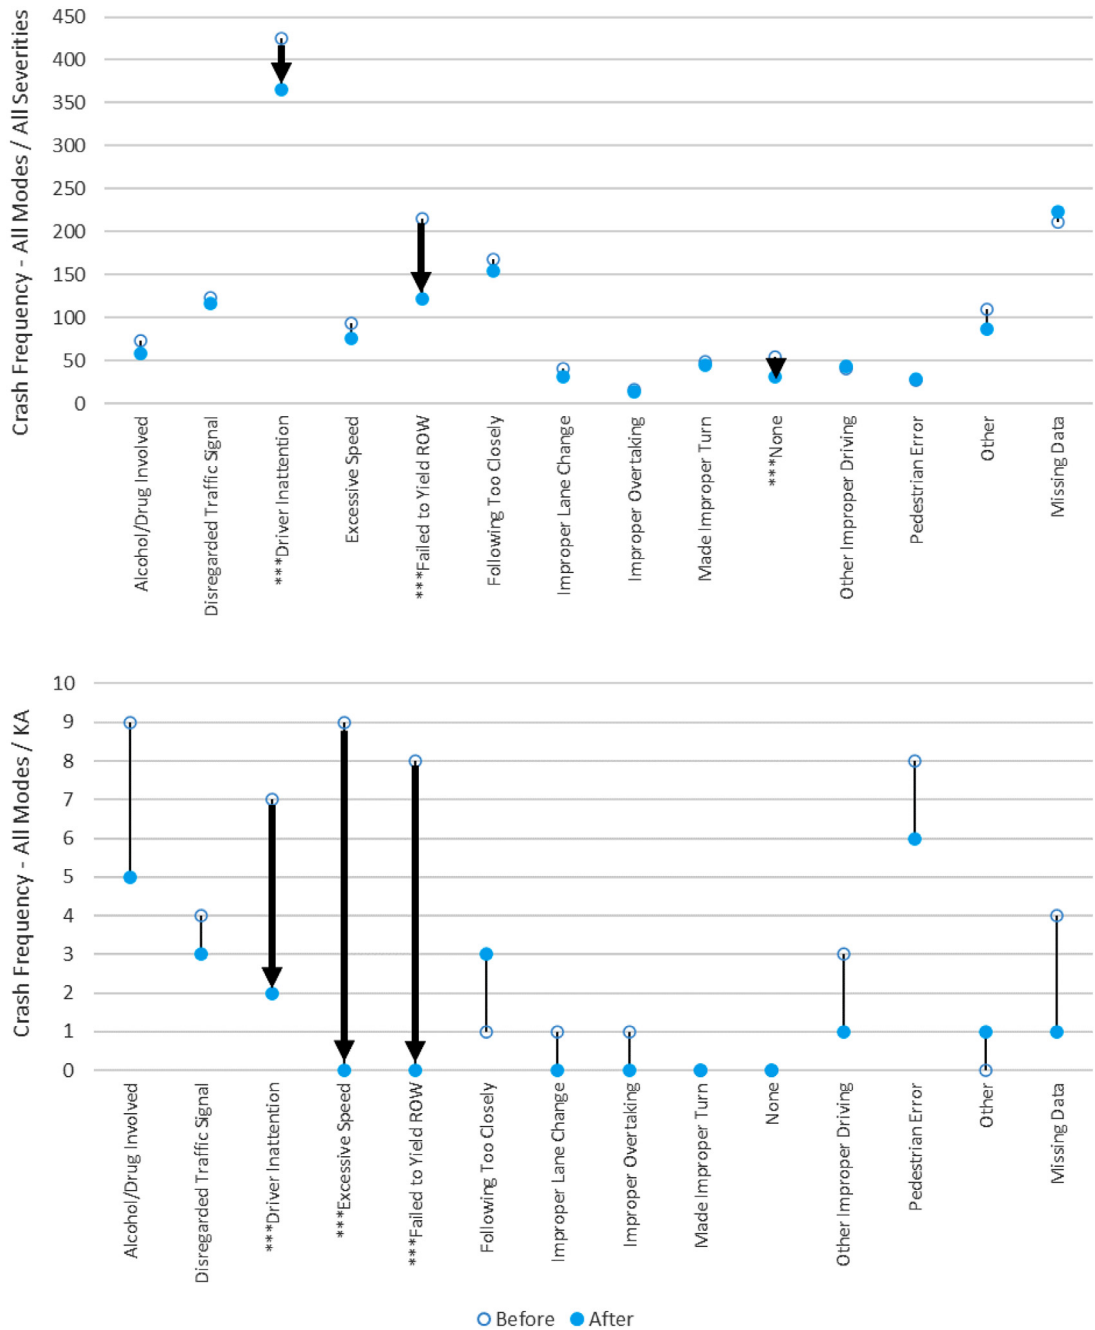 Crash Frequency - All Modes / All Severities
450
400
350
300
250
200
150
100
50
0
Alcohol/Drug Involved
Disregarded Traffic Signal
***Driver Inattention
Excessive Speed
***Failed to Yield ROW
Following Too Closely
Improper Lane Change
Improper Overtaking
Made Improper Turn
***None
Other Improper Driving
Pedestrian Error
Other
Missing Data
Crash Frequency - All Modes / KA
10
9
8
7
6
5
4
3
2
1
0
Alcohol/Drug Involved
Disregarded Traffic Signal
***Driver Inattention
***Excessive Speed
***Failed to Yield ROW
Following Too Closely
Improper Lane Change
Improper Overtaking
Made Improper Turn
None
Other Improper Driving
Pedestrian Error
Other
Missing Data
Before After